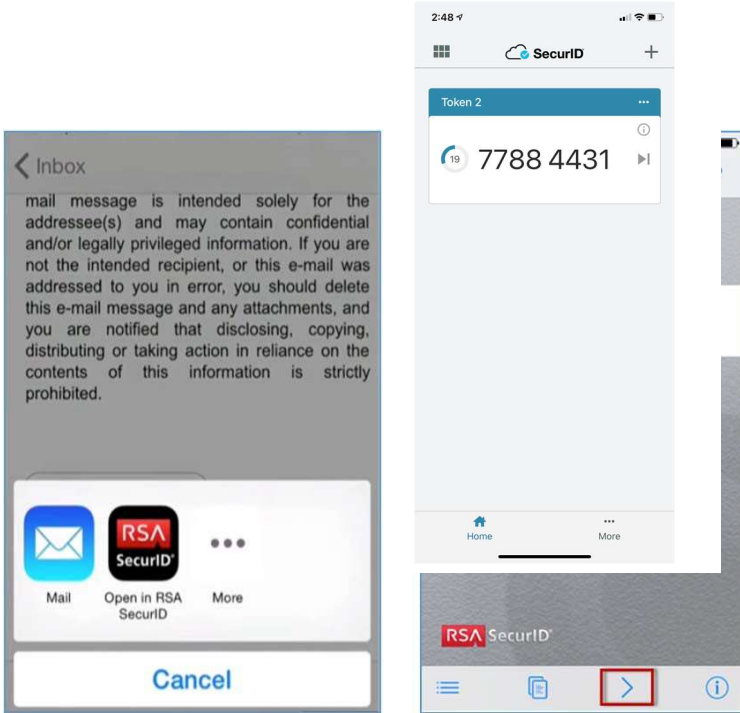 Inbox
mail message is intended solely for the
addressee(s) and may contain confidential
and/or legally privileged information. If you are
not the intended recipient, or this e-mail was
addressed to you in error, you should delete
this e-mail message and any attachments, and
you are notified that disclosing, copying,
distributing or taking action in reliance on the
contents of this information is strictly
prohibited.
RSA
SecurID
Mail
Open in RSA
SecurID
More
Cancel
2:48
SecurID
Token 2
19
7788 4431
Home
More
RSA SecurID